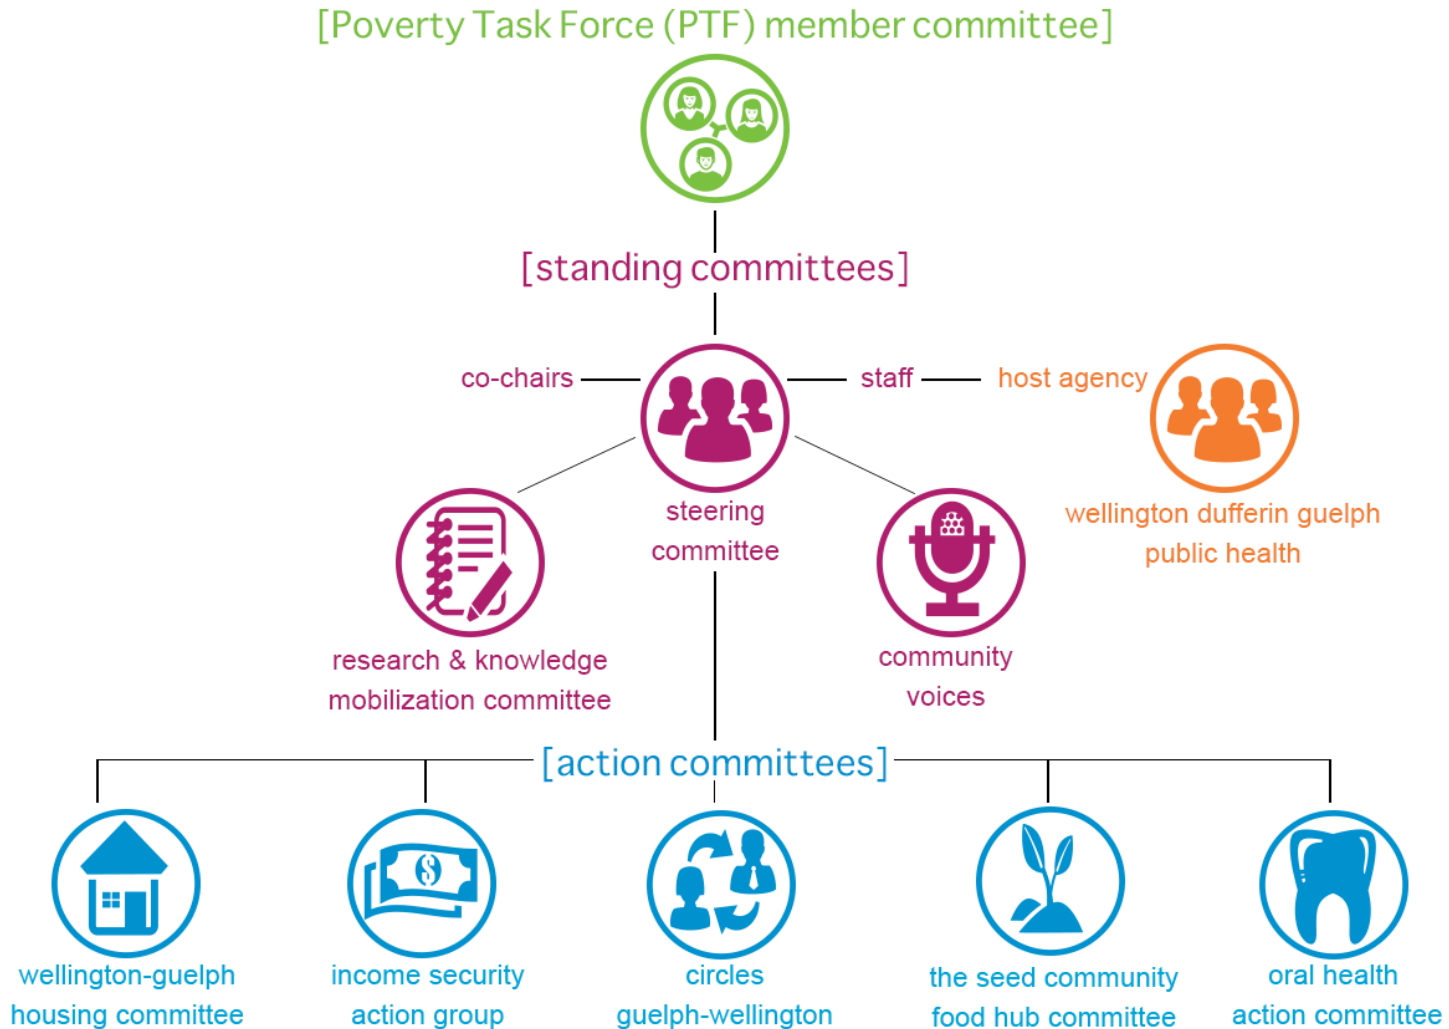 [Poverty Task Force (PTF) member committee]
[standing committees]
co-chairs
staff
host agency
steering
committee
wellington dufferin guelph
public health
research & knowledge
mobilization committee
community
voices
[action committees]
$
wellington-guelph
housing committee
income security
action group
circles
guelph-wellington
the seed community
food hub committee
oral health
action committee